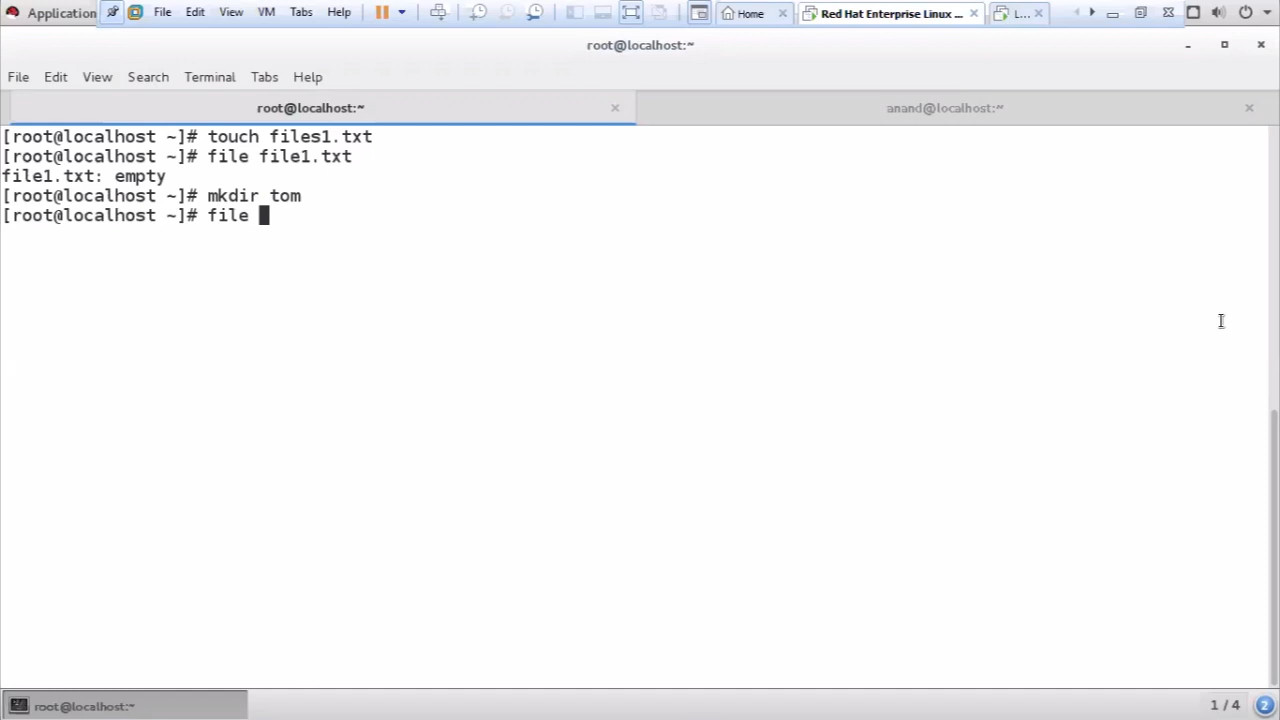 Application File Edit View VM Tabs Help Home Red Hat Enterprise Linux ... L...
root@localhost:~
File Edit View Search Terminal Tabs Help
root@localhost:~ anand@localhost:~
[root@localhost ~]# touch files1.txt
[root@localhost ~]# file file1.txt
file1.txt: empty
[root@localhost ~]# mkdir tom
[root@localhost ~]# file
root@localhost:~ 1 / 4 2